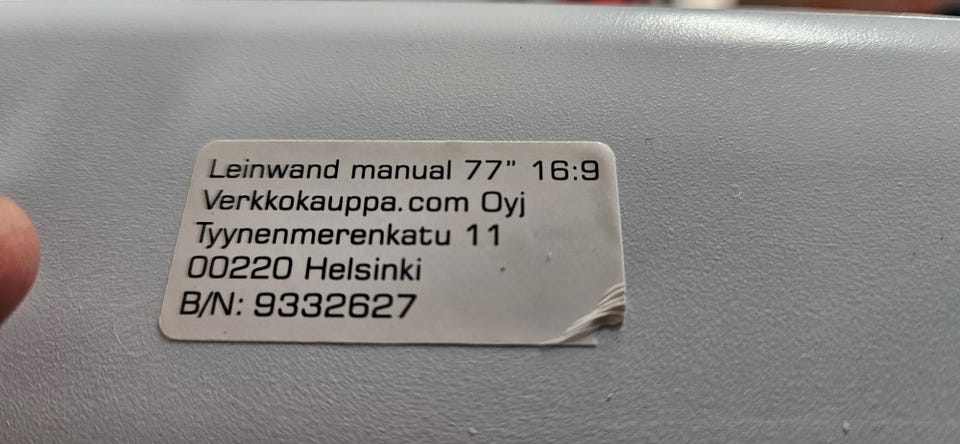 Leinwand manual 77" 16:9
Verkkokauppa.com Oyj
Tyynenmerenkatu 11
00220 Helsinki
B/N: 9332627